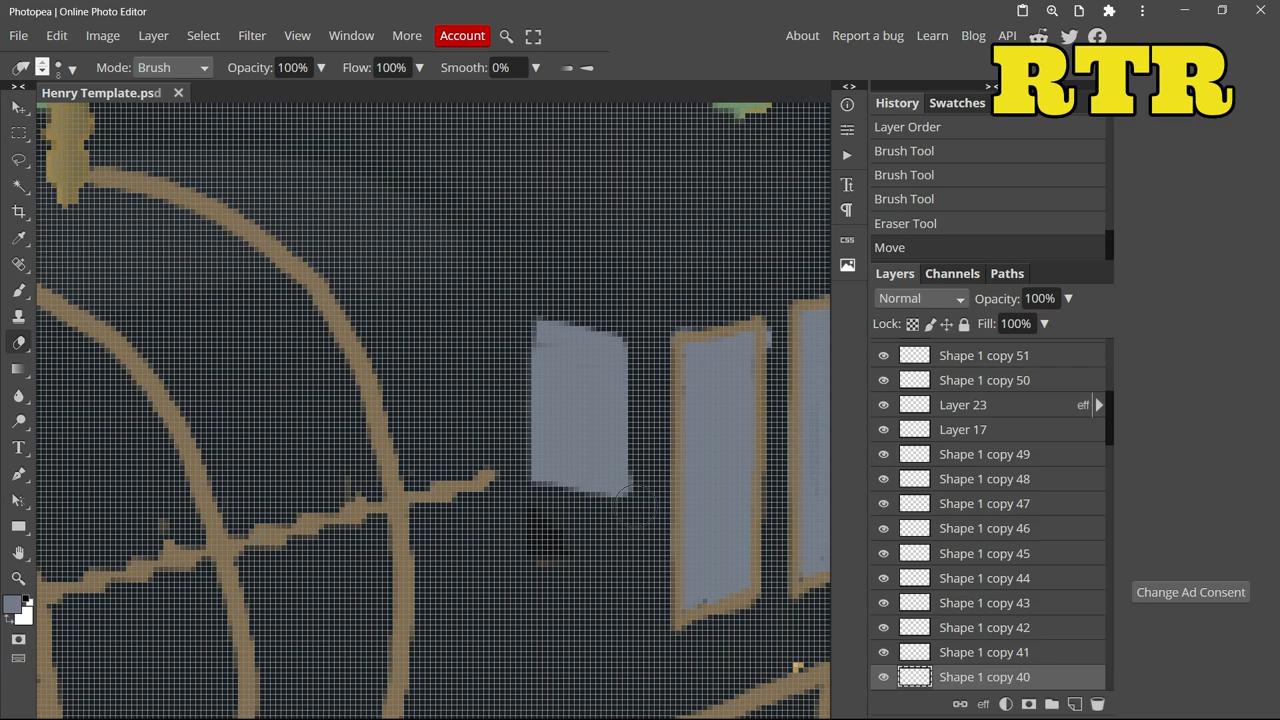 Photopea | Online Photo Editor
File Edit Image Layer Select Filter View Window More Account About Report a bug Learn Blog API
RTR
8 Mode: Brush Opacity: 100% Flow: 100% Smooth: 0%
Henry Template.psd
> < < > > <
History Swatches
Layer Order
Brush Tool
Brush Tool
Brush Tool
Eraser Tool
Move
CSS
Layers Channels Paths
Normal Opacity: 100%
Lock: Fill: 100%
Shape 1 copy 51
Shape 1 copy 50
Layer 23 eff
Layer 17
Shape 1 copy 49
Shape 1 copy 48
Shape 1 copy 47
Shape 1 copy 46
Shape 1 copy 45
Shape 1 copy 44
Shape 1 copy 43
Shape 1 copy 42
Shape 1 copy 41
Shape 1 copy 40
eff
Change Ad Consent